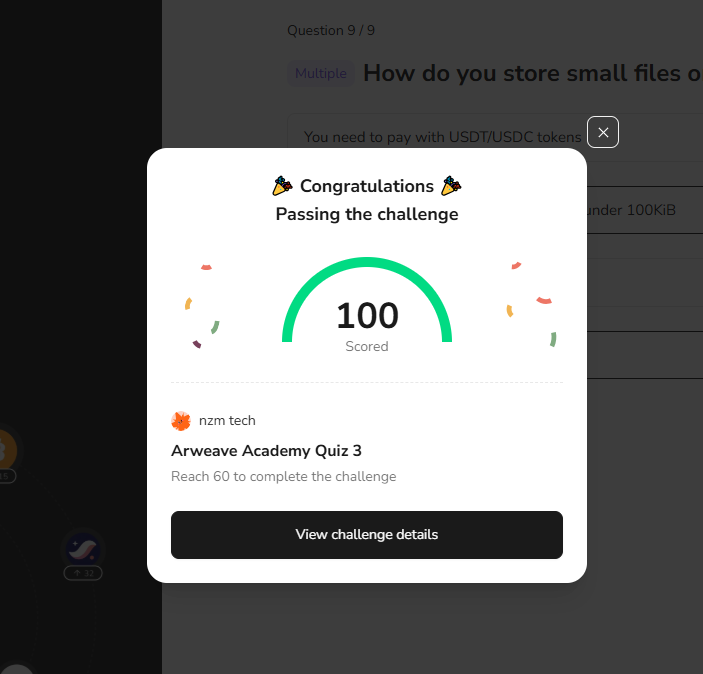 Question 9 / 9
Multiple
How do you store small files o
You need to pay with USDT/USDC tokens
under 100KiB
Congratulations
Passing the challenge
100
Scored
nzm tech
Arweave Academy Quiz 3
Reach 60 to complete the challenge
View challenge details
32